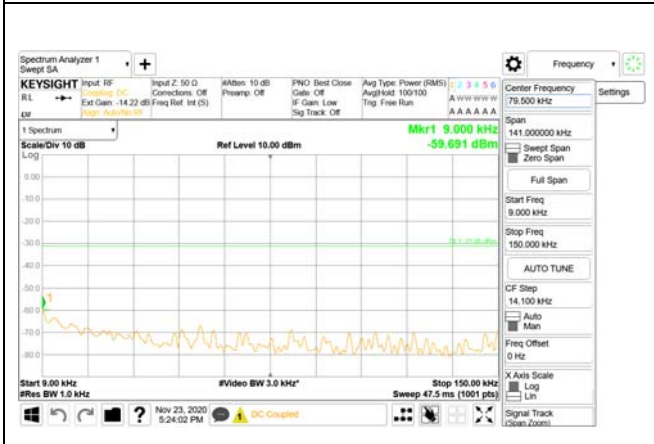 Spectrum Analyzer 1
Swept SA
+
Frequency
KEYSIGHT
RL
Input: RF
Coupling: DC
Ext Gain: -14.22 dB
Align: Auto/No RF
Input Z: 50 Ω
Corrections: Off
Freq Ref: Int (S)
#Atten: 10 dB
Preamp: Off
PNO: Best Close
Gate: Off
IF Gain: Low
Sig Track: Off
Avg Type: Power (RMS)
Avg|Hold: 100/100
Trig: Free Run
1 2 3 4 5 6
A W W W W W
A A A A A A
1 Spectrum
Scale/Div 10 dB
Ref Level 10.00 dBm
Mkr1 9.000 kHz
-59.691 dBm
Log
0.00
-10.0
-20.0
-30.0
-40.0
-50.0
-60.0
-70.0
-80.0
1
Start 9.00 kHz
#Res BW 1.0 kHz
#Video BW 3.0 kHz*
Stop 150.00 kHz
Sweep 47.5 ms (1001 pts)
Nov 23, 2020
5:24:02 PM
DC Coupled
Center Frequency
79.500 kHz
Settings
Span
141.000000 kHz
Swept Span
Zero Span
Full Span
Start Freq
9.000 kHz
Stop Freq
150.000 kHz
AUTO TUNE
CF Step
14.100 kHz
Auto
Man
Freq Offset
0 Hz
X Axis Scale
Log
Lin
Signal Track
(Span Zoom)